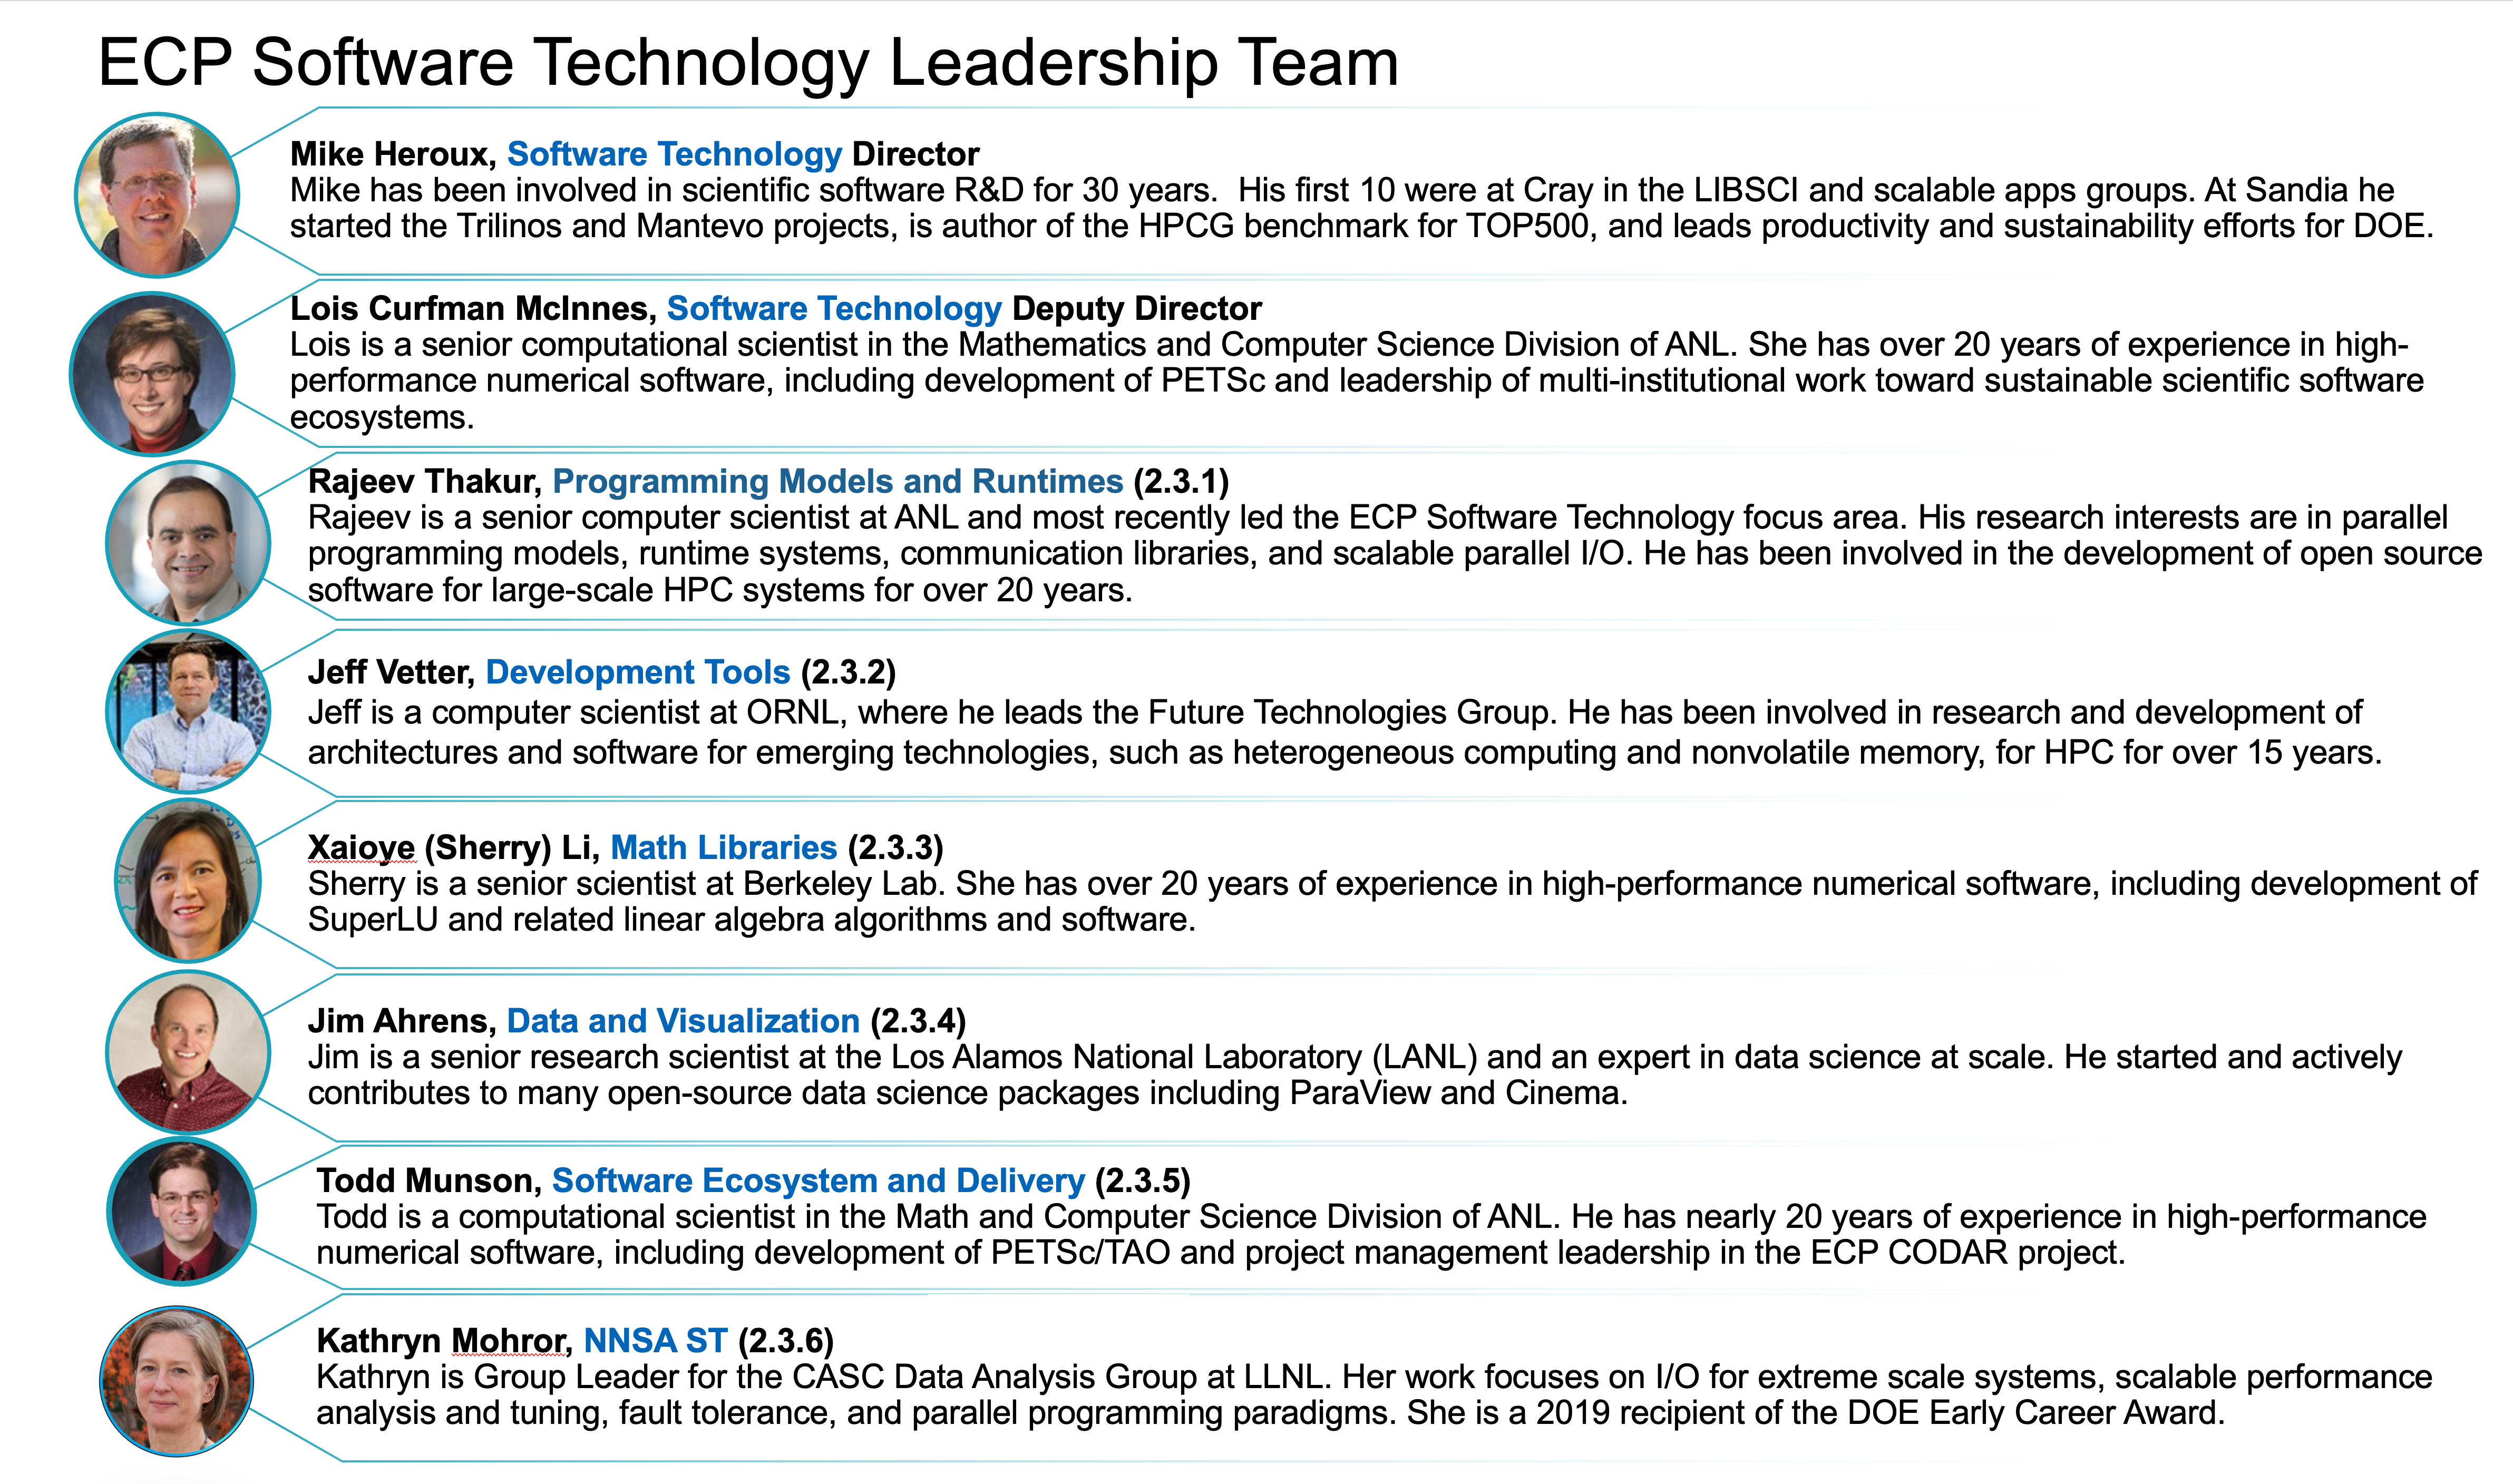 ECP Software Technology Leadership Team
Mike Heroux, Software Technology Director
Mike has been involved in scientific software R&D for 30 years.  His first 10 were at Cray in the LIBSCI and scalable apps groups. At Sandia he
started the Trilinos and Mantevo projects, is author of the HPCG benchmark for TOP500, and leads productivity and sustainability efforts for DOE.
Lois Curfman McInnes, Software Technology Deputy Director
Lois is a senior computational scientist in the Mathematics and Computer Science Division of ANL. She has over 20 years of experience in high-
performance numerical software, including development of PETSc and leadership of multi-institutional work toward sustainable scientific software
ecosystems.
Rajeev Thakur, Programming Models and Runtimes (2.3.1)
Rajeev is a senior computer scientist at ANL and most recently led the ECP Software Technology focus area. His research interests are in parallel
programming models, runtime systems, communication libraries, and scalable parallel I/O. He has been involved in the development of open source
software for large-scale HPC systems for over 20 years.
Jeff Vetter, Development Tools (2.3.2)
Jeff is a computer scientist at ORNL, where he leads the Future Technologies Group. He has been involved in research and development of
architectures and software for emerging technologies, such as heterogeneous computing and nonvolatile memory, for HPC for over 15 years.
Xaioye (Sherry) Li, Math Libraries (2.3.3)
Sherry is a senior scientist at Berkeley Lab. She has over 20 years of experience in high-performance numerical software, including development of
SuperLU and related linear algebra algorithms and software.
Jim Ahrens, Data and Visualization (2.3.4)
Jim is a senior research scientist at the Los Alamos National Laboratory (LANL) and an expert in data science at scale. He started and actively
contributes to many open-source data science packages including ParaView and Cinema.
Todd Munson, Software Ecosystem and Delivery (2.3.5)
Todd is a computational scientist in the Math and Computer Science Division of ANL. He has nearly 20 years of experience in high-performance
numerical software, including development of PETSc/TAO and project management leadership in the ECP CODAR project.
Kathryn Mohror, NNSA ST (2.3.6)
Kathryn is Group Leader for the CASC Data Analysis Group at LLNL. Her work focuses on I/O for extreme scale systems, scalable performance
analysis and tuning, fault tolerance, and parallel programming paradigms. She is a 2019 recipient of the DOE Early Career Award.